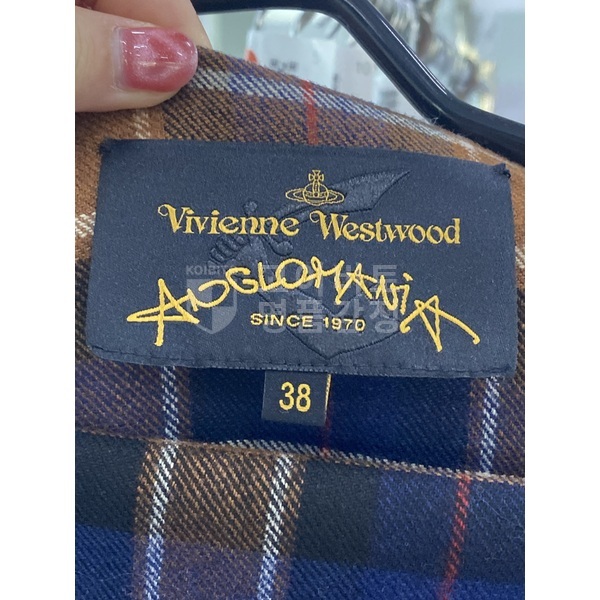 Vivienne Westwood
ANGLOMANIA
SINCE 1970
38